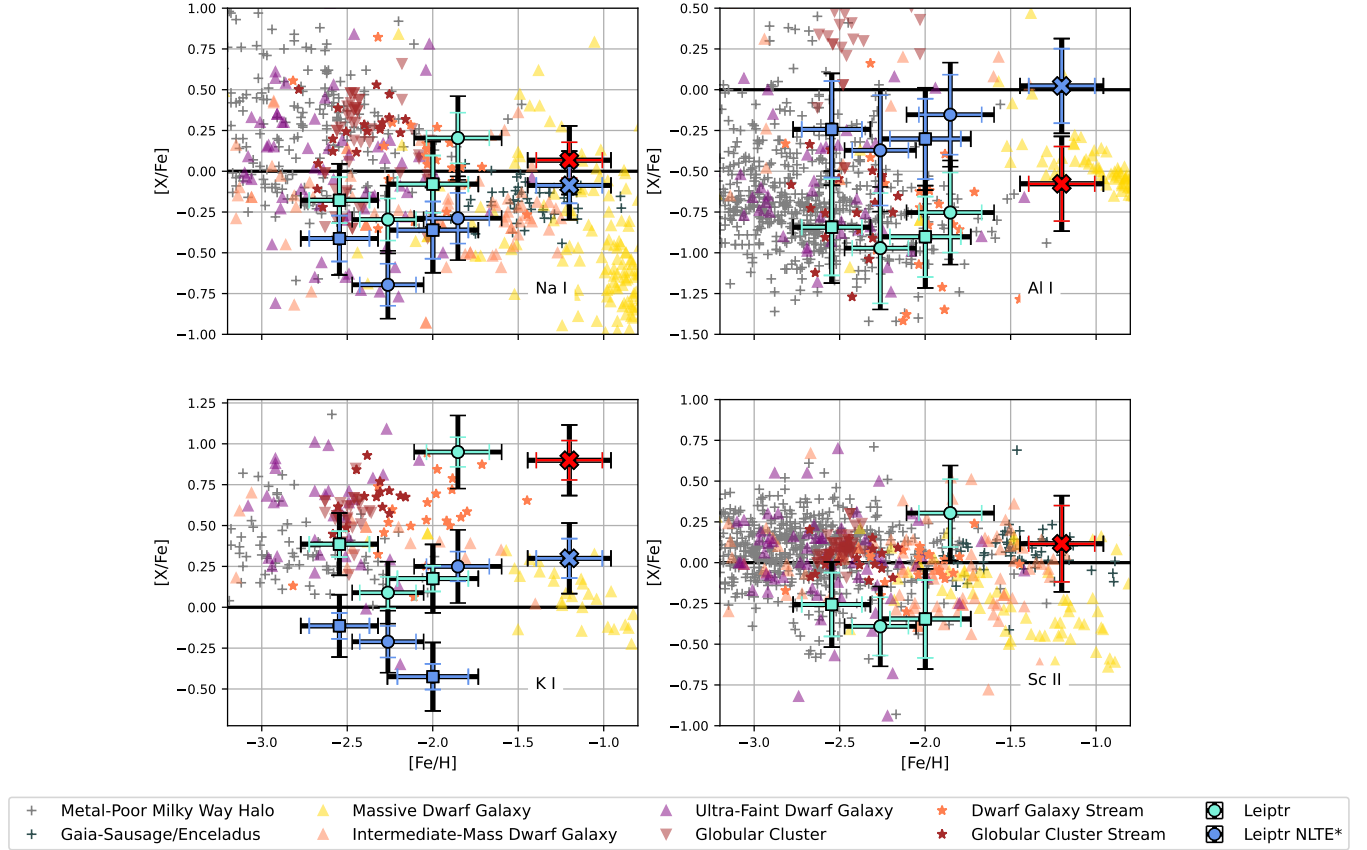 1.00
0.75
0.50
0.25
0.00
−0.25
−0.50
−0.75
−1.00
[X/Fe]
Na I
0.50
0.25
0.00
−0.25
−0.50
−0.75
−1.00
−1.25
−1.50
[X/Fe]
Al I
1.25
1.00
0.75
0.50
0.25
0.00
−0.25
−0.50
[X/Fe]
K I
−3.0 −2.5 −2.0 −1.5 −1.0
[Fe/H]
1.00
0.75
0.50
0.25
0.00
−0.25
−0.50
−0.75
−1.00
[X/Fe]
Sc II
−3.0 −2.5 −2.0 −1.5 −1.0
[Fe/H]
Metal-Poor Milky Way Halo Massive Dwarf Galaxy Ultra-Faint Dwarf Galaxy Dwarf Galaxy Stream Leiptr
Gaia-Sausage/Enceladus Intermediate-Mass Dwarf Galaxy Globular Cluster Globular Cluster Stream Leiptr NLTE*